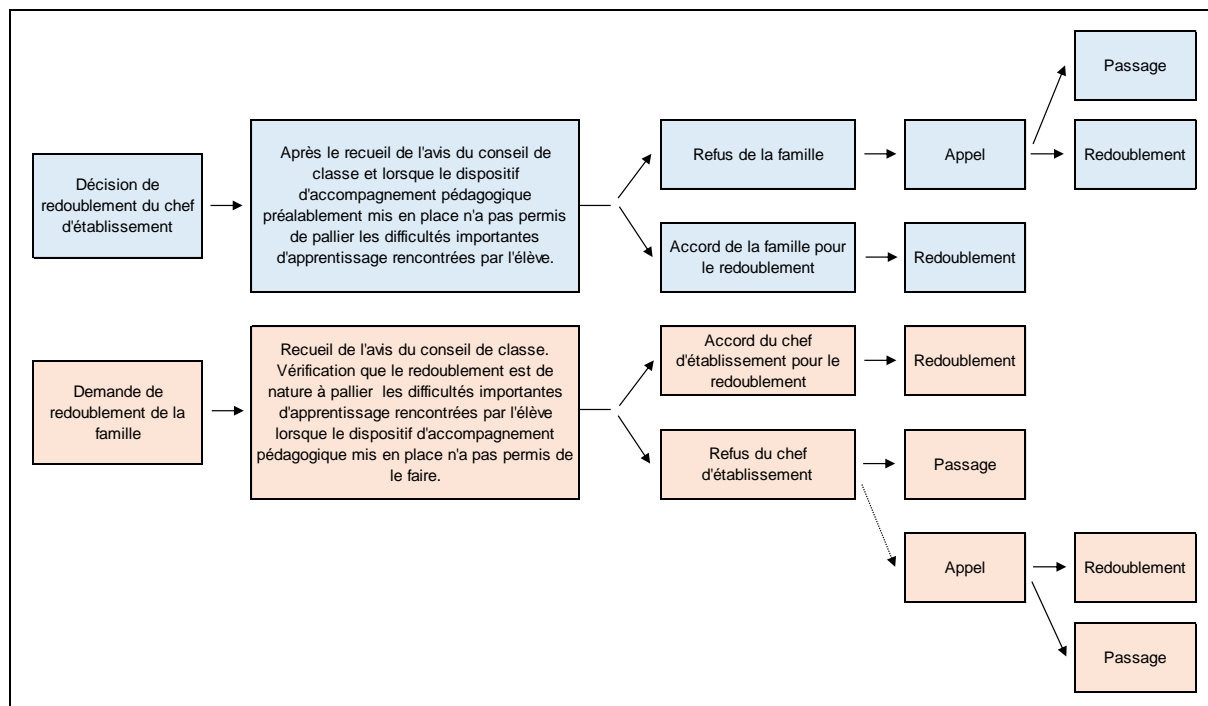 Décision de
redoublement du chef
d'établissement
Après le recueil de l'avis du conseil de
classe et lorsque le dispositif
d'accompagnement pédagogique
préalablement mis en place n'a pas permis
de pallier les difficultés importantes
d'apprentissage rencontrées par l'élève.
Refus de la famille
Appel
Passage
Redoublement
Accord de la famille pour
le redoublement
Redoublement
Demande de
redoublement de la
famille
Recueil de l'avis du conseil de classe.
Vérification que le redoublement est de
nature à pallier les difficultés importantes
d'apprentissage rencontrées par l'élève
lorsque le dispositif d'accompagnement
pédagogique mis en place n'a pas permis de
le faire.
Accord du chef
d'établissement pour le
redoublement
Redoublement
Refus du chef
d'établissement
Passage
Appel
Redoublement
Passage